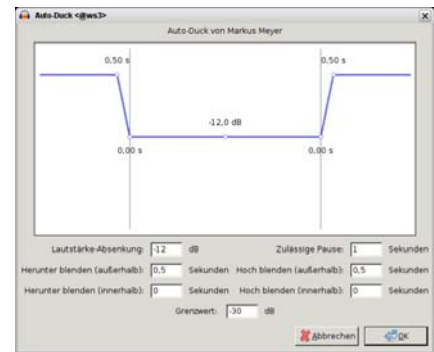 Auto-Duck <@ws3>
Auto-Duck von Markus Meyer
0,50 s 0,50 s
-12,0 dB
0,00 s 0,00 s
Lautstärke-Absenkung: -12 dB Zulässige Pause: 1 Sekunden
Herunter blenden (außerhalb): 0,5 Sekunden Hoch blenden (außerhalb): 0,5 Sekunden
Herunter blenden (innerhalb): 0 Sekunden Hoch blenden (innerhalb): 0 Sekunden
Grenzwert: -30 dB
Abbrechen OK